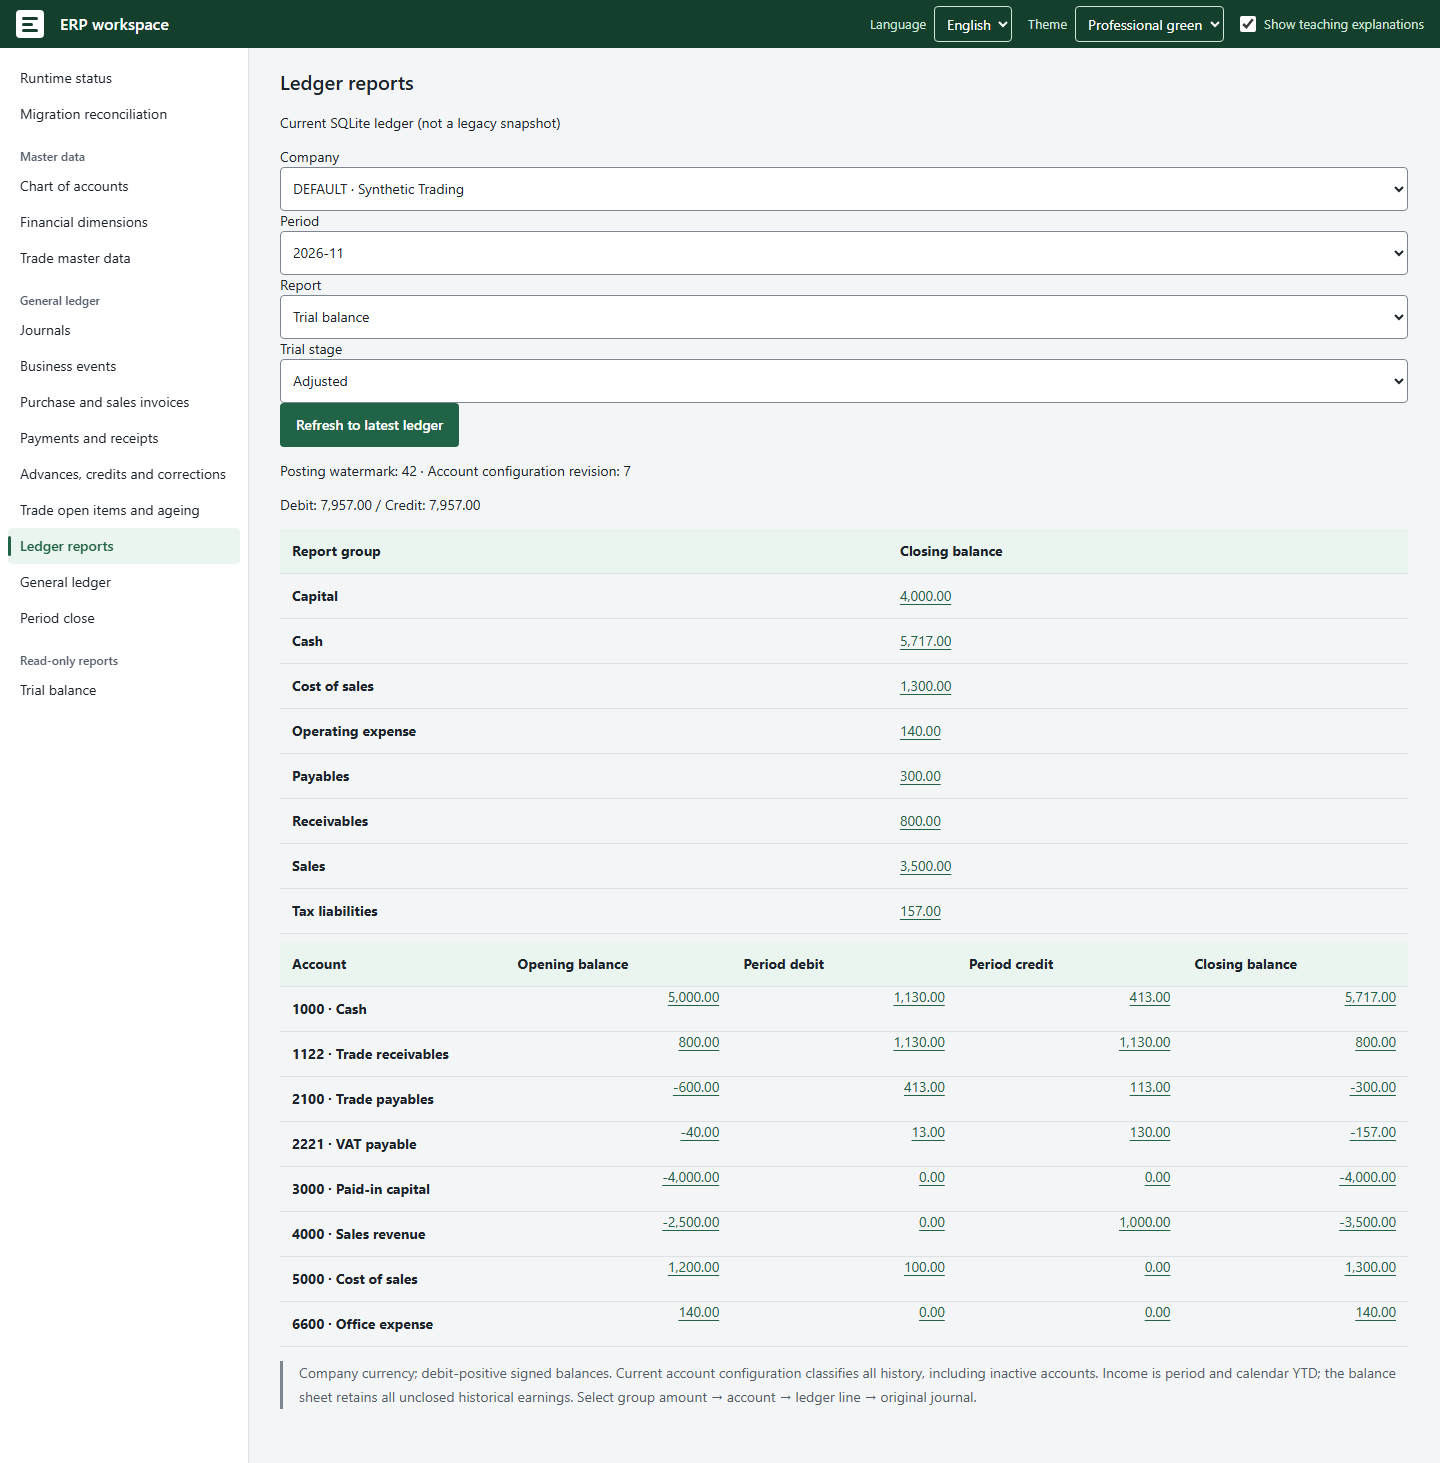 ERP workspace
Language English Theme Professional green Show teaching explanations
Runtime status
Migration reconciliation
Master data
Chart of accounts
Financial dimensions
Trade master data
General ledger
Journals
Business events
Purchase and sales invoices
Payments and receipts
Advances, credits and corrections
Trade open items and ageing
Ledger reports
General ledger
Period close
Read-only reports
Trial balance
Ledger reports
Current SQLite ledger (not a legacy snapshot)
Company
DEFAULT · Synthetic Trading
Period
2026-11
Report
Trial balance
Trial stage
Adjusted
Refresh to latest ledger
Posting watermark: 42 · Account configuration revision: 7
Debit: 7,957.00 / Credit: 7,957.00
Report group Closing balance
Capital 4,000.00
Cash 5,717.00
Cost of sales 1,300.00
Operating expense 140.00
Payables 300.00
Receivables 800.00
Sales 3,500.00
Tax liabilities 157.00
Account Opening balance Period debit Period credit Closing balance
1000 · Cash 5,000.00 1,130.00 413.00 5,717.00
1122 · Trade receivables 800.00 1,130.00 1,130.00 800.00
2100 · Trade payables -600.00 413.00 113.00 -300.00
2221 · VAT payable -40.00 13.00 130.00 -157.00
3000 · Paid-in capital -4,000.00 0.00 0.00 -4,000.00
4000 · Sales revenue -2,500.00 0.00 1,000.00 -3,500.00
5000 · Cost of sales 1,200.00 100.00 0.00 1,300.00
6600 · Office expense 140.00 0.00 0.00 140.00
Company currency; debit-positive signed balances. Current account configuration classifies all history, including inactive accounts. Income is period and calendar YTD; the balance
sheet retains all unclosed historical earnings. Select group amount → account → ledger line → original journal.